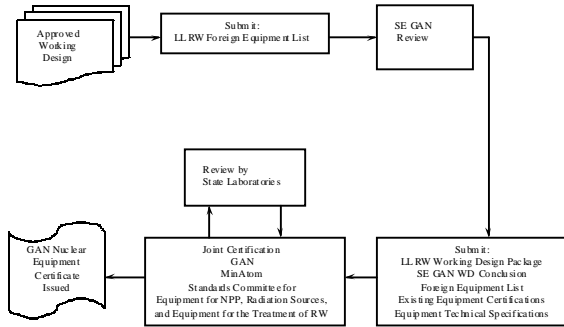 Approved
Working
Design
Submit:
LLRW Foreign Equipment List
SE GAN
Review
Review by
State Laboratories
GAN Nuclear
Equipment
Certificate
Issued
Joint Certification
GAN
MinAtom
Standards Committee for
Equipment for NPP, Radiation Sources,
and Equipment for the Treatment of RW
Submit:
LLRW Working Design Package
SE GAN WD Conclusion
Foreign Equipment List
Existing Equipment Certifications
Equipment Technical Specifications